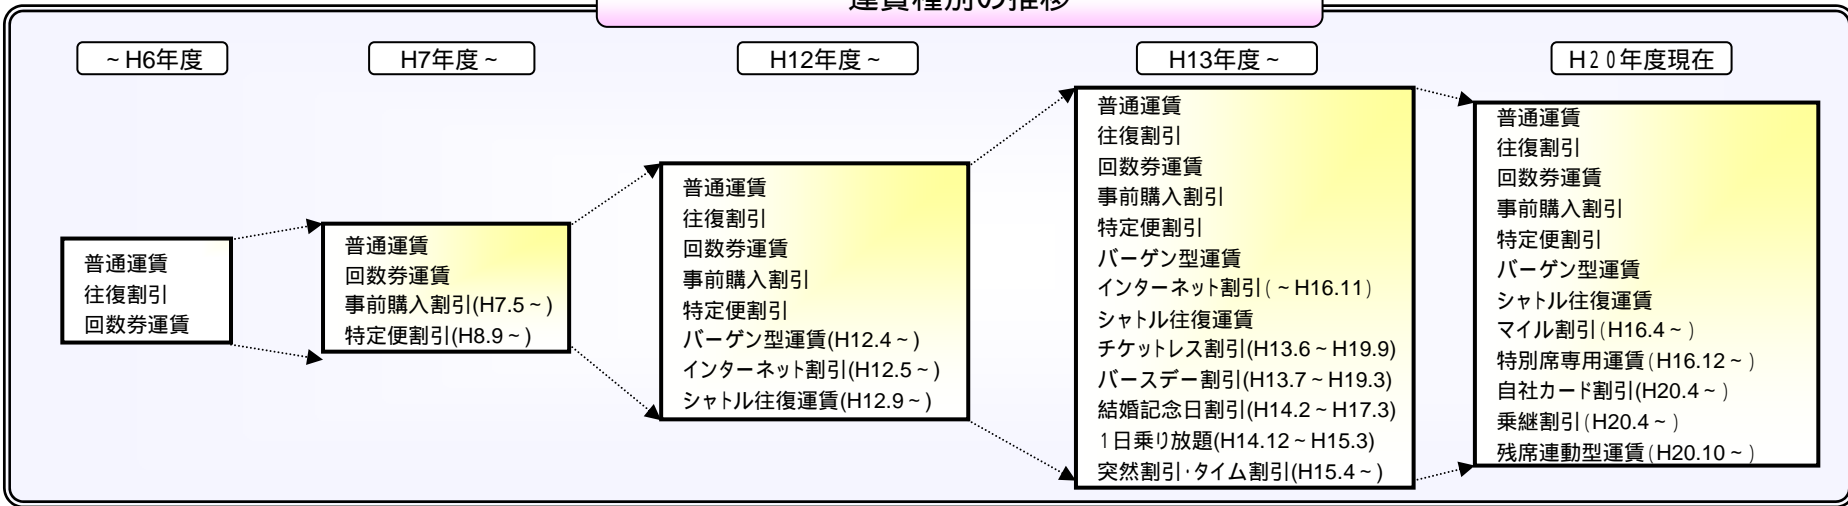 運賃種別の推移
~H6年度
H7年度~
H12年度~
H13年度~
H20年度現在
普通運賃
往復割引
回数券運賃
普通運賃
回数券運賃
事前購入割引(H7.5~)
特定便割引(H8.9~)
普通運賃
往復割引
回数券運賃
事前購入割引
特定便割引
バーゲン型運賃(H12.4~)
インターネット割引(H12.5~)
シャトル往復運賃(H12.9~)
普通運賃
往復割引
回数券運賃
事前購入割引
特定便割引
バーゲン型運賃
インターネット割引(~H16.11)
シャトル往復運賃
チケットレス割引(H13.6~H19.9)
バースデー割引(H13.7~H19.3)
結婚記念日割引(H14.2~H17.3)
1日乗り放題(H14.12~H15.3)
突然割引・タイム割引(H15.4~)
普通運賃
往復割引
回数券運賃
事前購入割引
特定便割引
バーゲン型運賃
シャトル往復運賃
マイル割引(H16.4~)
特別席専用運賃(H16.12~)
自社カード割引(H20.4~)
乗継割引(H20.4~)
残席連動型運賃(H20.10~)